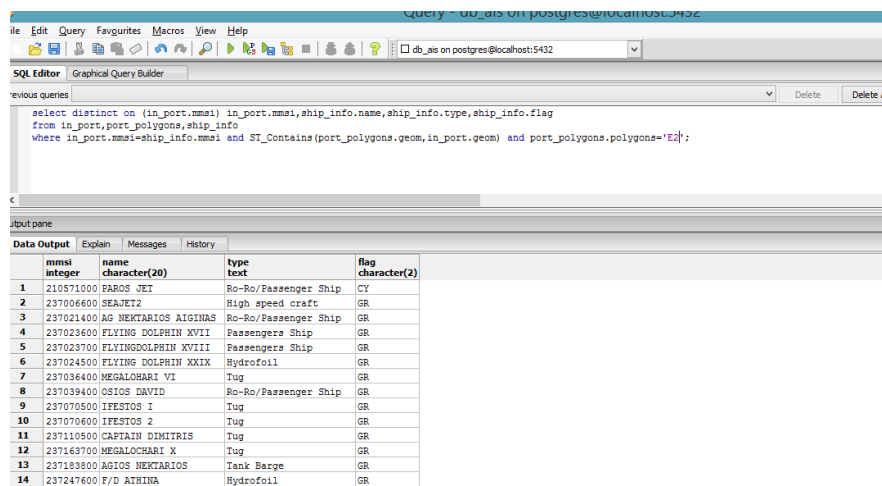 Query - db_ais on postgres@localhost:5432
ile Edit Query Favourites Macros View Help
db_ais on postgres@localhost:5432
SQL Editor Graphical Query Builder
revious queries Delete Delete
select distinct on (in_port.mmsi) in_port.mmsi,ship_info.name,ship_info.type,ship_info.flag
from in_port,port_polygons,ship_info
where in_port.mmsi=ship_info.mmsi and ST_Contains(port_polygons.geom,in_port.geom) and port_polygons.polygons='E2';
utput pane
Data Output Explain Messages History
mmsi name type flag
integer character(20) text character(2)
1 210571000 PAROS JET Ro-Ro/Passenger Ship CY
2 237006600 SEAJET2 High speed craft GR
3 237021400 AG NEKTARIOS AIGINAS Ro-Ro/Passenger Ship GR
4 237023600 FLYING DOLPHIN XVII Passengers Ship GR
5 237023700 FLYINGDOLPHIN XVIII Passengers Ship GR
6 237024500 FLYING DOLPHIN XXIX Hydrofoil GR
7 237036400 MEGALOHARI VI Tug GR
8 237039400 OSIOS DAVID Ro-Ro/Passenger Ship GR
9 237070500 IFESTOS I Tug GR
10 237070600 IFESTOS 2 Tug GR
11 237110500 CAPTAIN DIMITRIS Tug GR
12 237163700 MEGALOCHARI X Tug GR
13 237183800 AGIOS NEKTARIOS Tank Barge GR
14 237247600 F/D ATHINA Hydrofoil GR